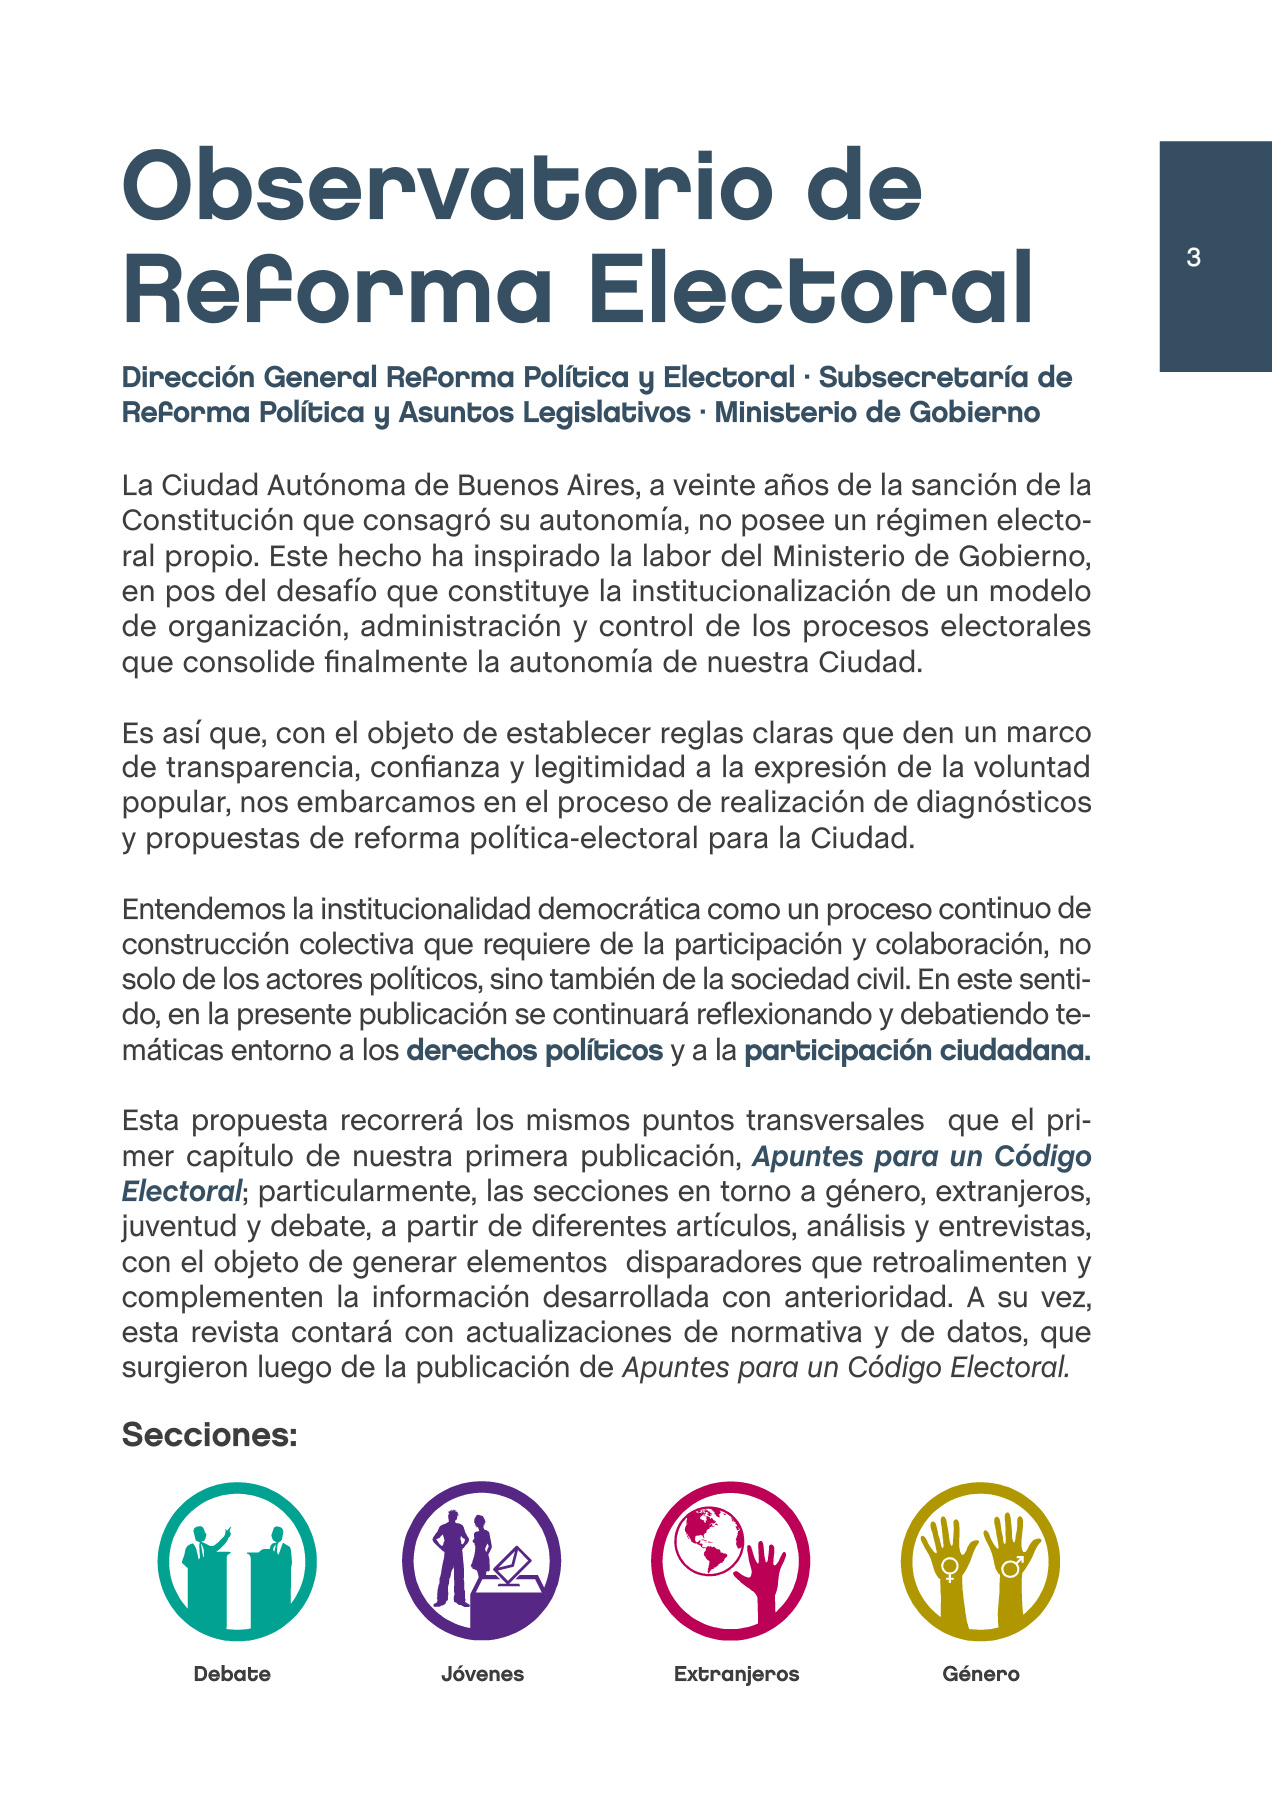 Observatorio de
Reforma Electoral
3
Dirección General Reforma Política y Electoral · Subsecretaría de
Reforma Política y Asuntos Legislativos · Ministerio de Gobierno
La Ciudad Autónoma de Buenos Aires, a veinte años de la sanción de la
Constitución que consagró su autonomía, no posee un régimen electo-
ral propio. Este hecho ha inspirado la labor del Ministerio de Gobierno,
en pos del desafío que constituye la institucionalización de un modelo
de organización, administración y control de los procesos electorales
que consolide finalmente la autonomía de nuestra Ciudad.
Es así que, con el objeto de establecer reglas claras que den un marco
de transparencia, confianza y legitimidad a la expresión de la voluntad
popular, nos embarcamos en el proceso de realización de diagnósticos
y propuestas de reforma política-electoral para la Ciudad.
Entendemos la institucionalidad democrática como un proceso continuo de
construcción colectiva que requiere de la participación y colaboración, no
solo de los actores políticos, sino también de la sociedad civil. En este senti-
do, en la presente publicación se continuará reflexionando y debatiendo te-
máticas entorno a los derechos políticos y a la participación ciudadana.
Esta propuesta recorrerá los mismos puntos transversales que el pri-
mer capítulo de nuestra primera publicación, Apuntes para un Código
Electoral; particularmente, las secciones en torno a género, extranjeros,
juventud y debate, a partir de diferentes artículos, análisis y entrevistas,
con el objeto de generar elementos disparadores que retroalimenten y
complementen la información desarrollada con anterioridad. A su vez,
esta revista contará con actualizaciones de normativa y de datos, que
surgieron luego de la publicación de Apuntes para un Código Electoral.
Secciones:
Debate
Jóvenes
Extranjeros
Género